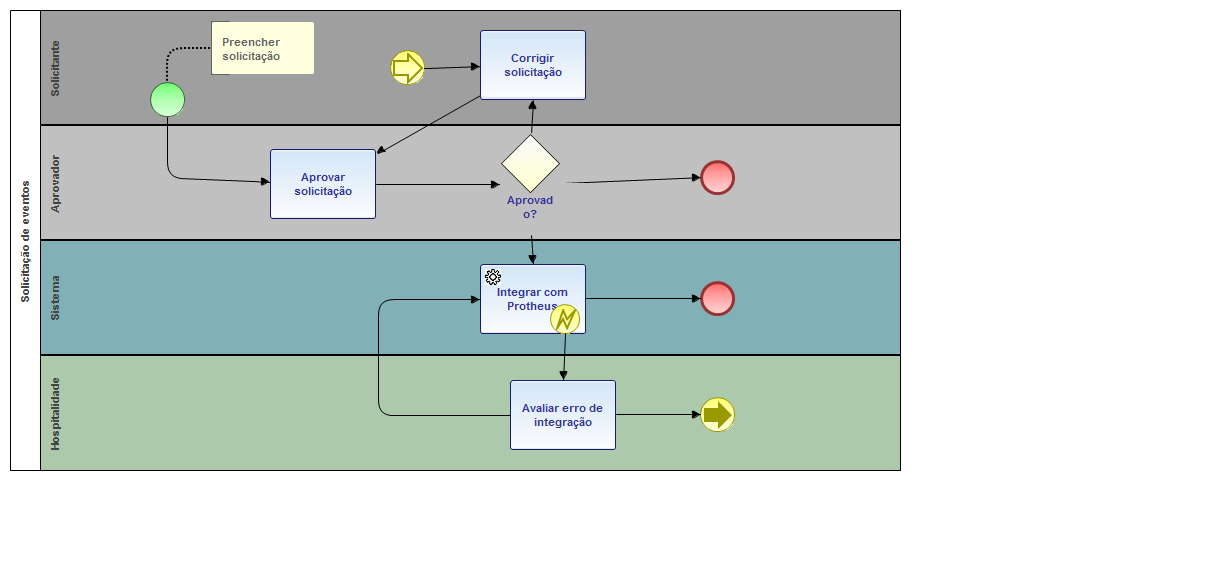 Solicitação de eventos
Solicitante
Preencher
solicitação
Corrigir
solicitação
Aprovador
Aprovar
solicitação
Aprovad
o?
Sistema
Integrar com
Protheus
Hospitalidade
Avaliar erro de
integração